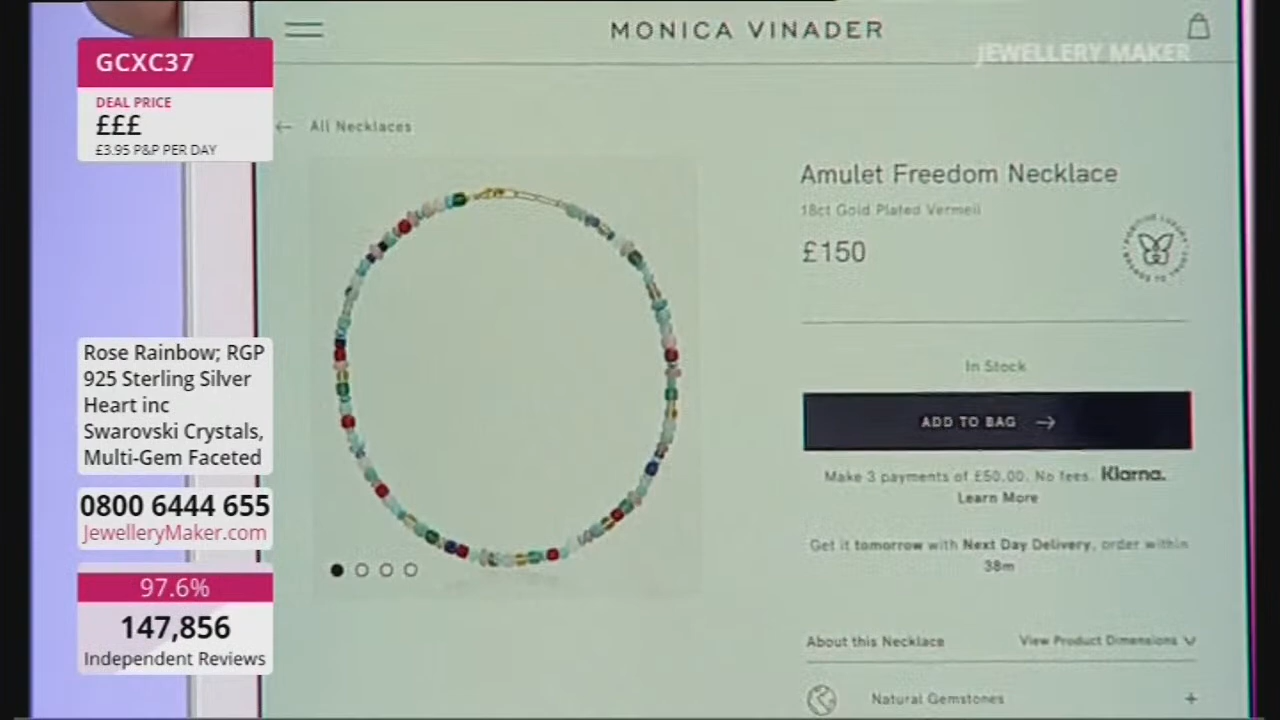 GCXC37
DEAL PRICE
£££
£3.95 P&P PER DAY
Rose Rainbow; RGP
925 Sterling Silver
Heart inc
Swarovski Crystals,
Multi-Gem Faceted
0800 6444 655
JewelleryMaker.com
97.6%
147,856
Independent Reviews
MONICA VINADER
JEWELLERY MAKER
← All Necklaces
Amulet Freedom Necklace
18ct Gold Plated Vermeil
£150
In Stock
ADD TO BAG →
Make 3 payments of £50.00. No fees. Klarna.
Learn More
Get it tomorrow with Next Day Delivery, order within
38m
About this Necklace
View Product Dimensions
Natural Gemstones +